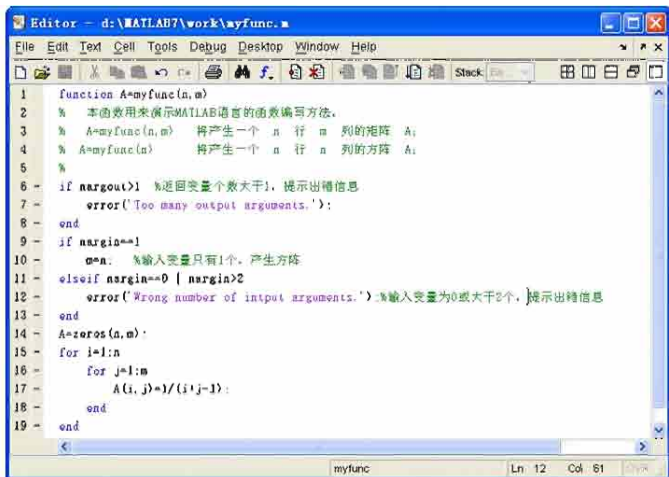 Editor - d:\MATLAB7\work\myfunc.m
File Edit Text Cell Tools Debug Desktop Window Help
Stack:
1 function A=myfunc(n,m)
2 % 本函数用来演示MATLAB语言的函数编写方法。
3 % A=myfunc(n,m) 将产生一个 n 行 m 列的矩阵 A;
4 % A=myfunc(n) 将产生一个 n 行 n 列的方阵 A;
5 %
6 - if nargout>1 %返回变量个数大于1，提示出错信息
7 - error('Too many output arguments.');
8 - end
9 - if nargin==1
10 - m=n; %输入变量只有1个，产生方阵
11 - elseif nargin==0 | nargin>2
12 - error('Wrong number of intput arguments.');%输入变量为0或大于2个，提示出错信息
13 - end
14 - A=zeros(n,m);
15 - for i=1:n
16 - for j=1:m
17 - A(i,j)=1/(i+j-1);
18 - end
19 - end
myfunc Ln 12 Col 61 OVR